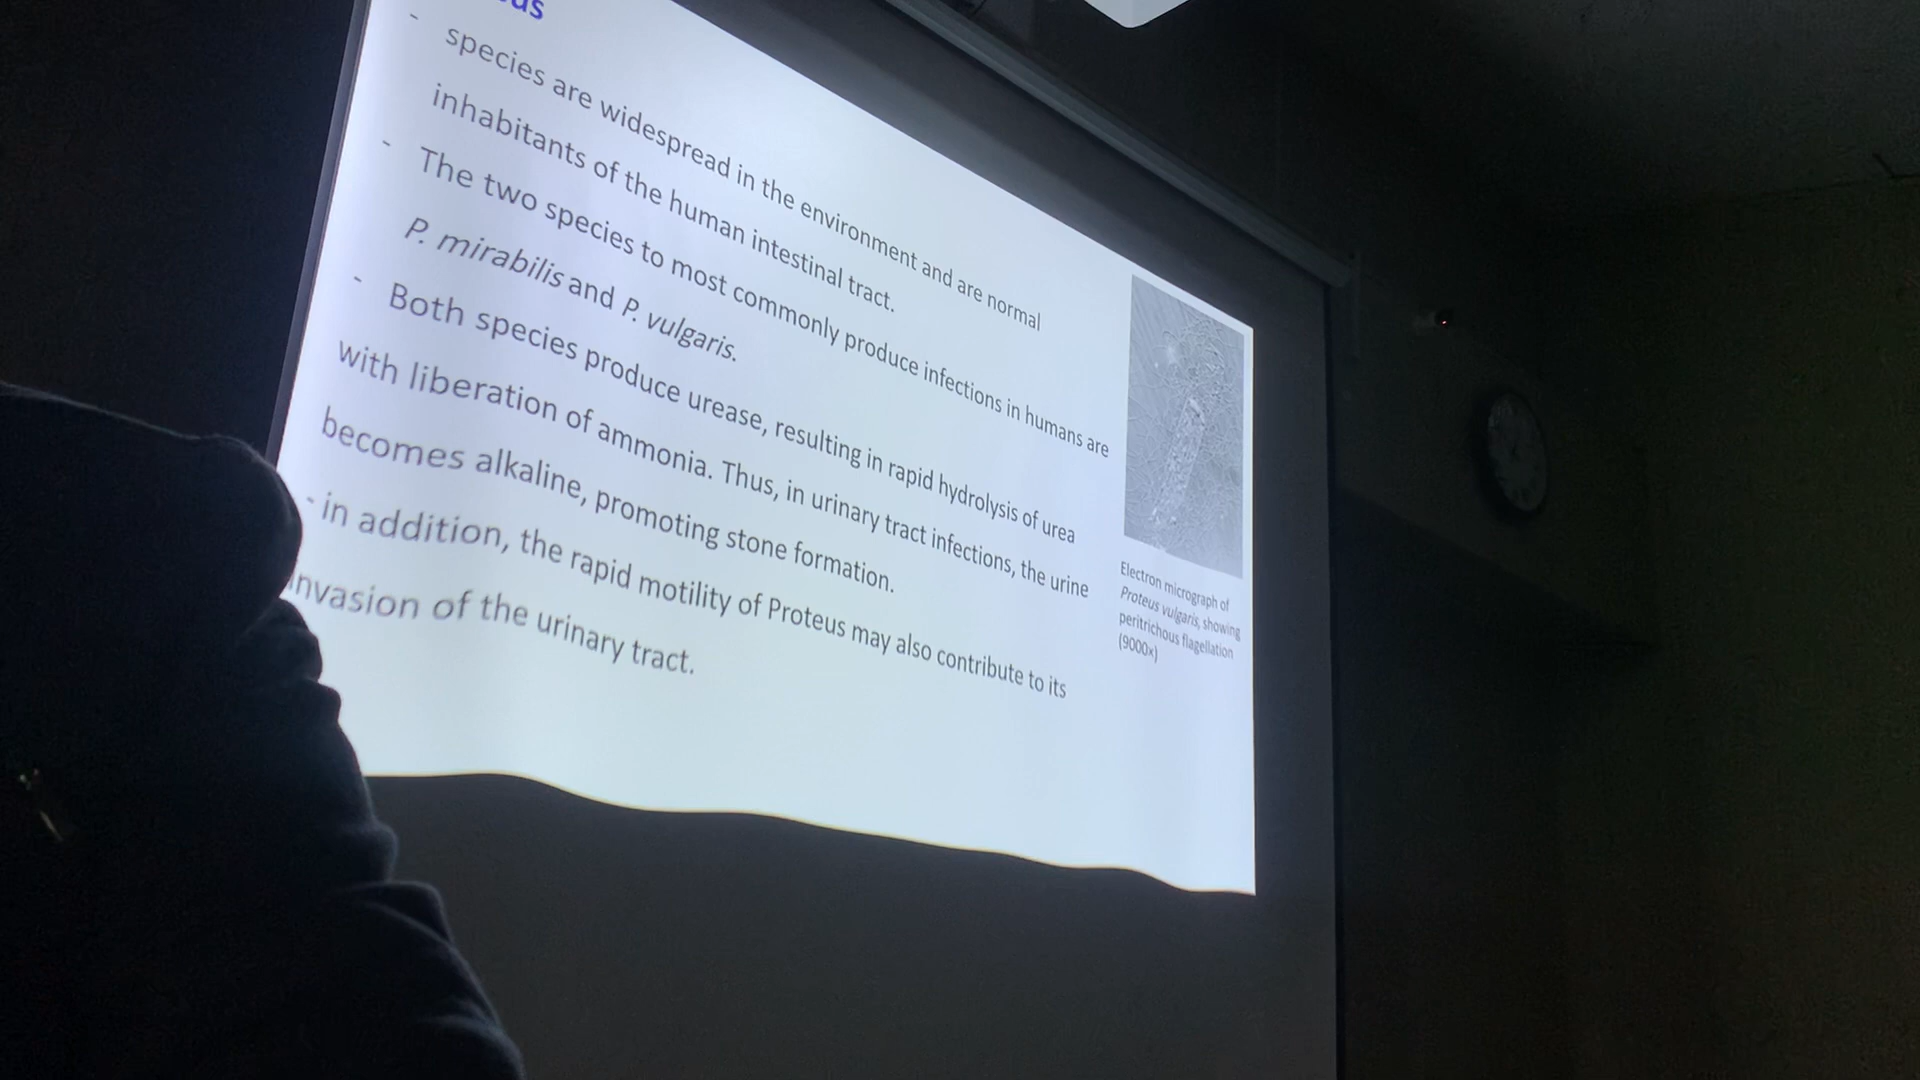 - species are widespread in the environment and are normal
inhabitants of the human intestinal tract.
- The two species to most commonly produce infections in humans are
P. mirabilis and P. vulgaris.
- Both species produce urease, resulting in rapid hydrolysis of urea
with liberation of ammonia. Thus, in urinary tract infections, the urine
becomes alkaline, promoting stone formation.
- in addition, the rapid motility of Proteus may also contribute to its
invasion of the urinary tract.
Electron micrograph of
Proteus vulgaris, showing
peritrichous flagellation
(9000×)